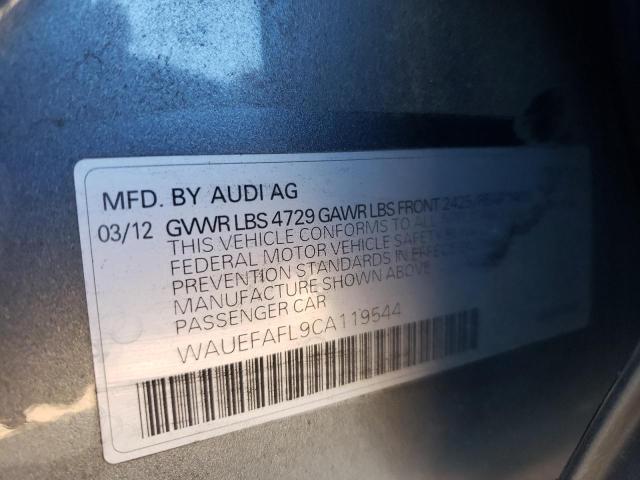 MFD. BY AUDI AG
03/12 GVWR LBS 4729 GAWR LBS FRONT 2425
THIS VEHICLE CONFORMS TO ALL
FEDERAL MOTOR VEHICLE SAFETY
PREVENTION STANDARDS IN EFFECT
MANUFACTURE SHOWN ABOVE
PASSENGER CAR
WAUEFAFL9CA119544